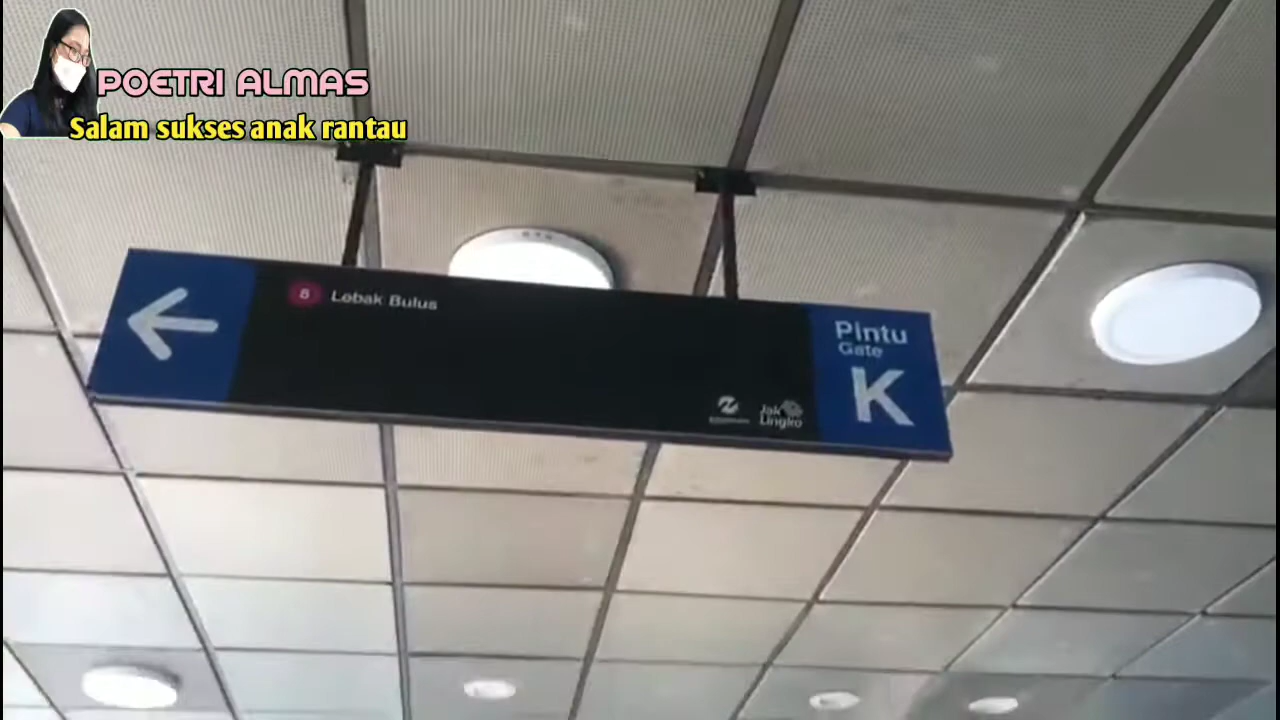 POETRI ALMAS
Salam sukses anak rantau
8 Lebak Bulus
Pintu
Gate
K
Jak
Lingko